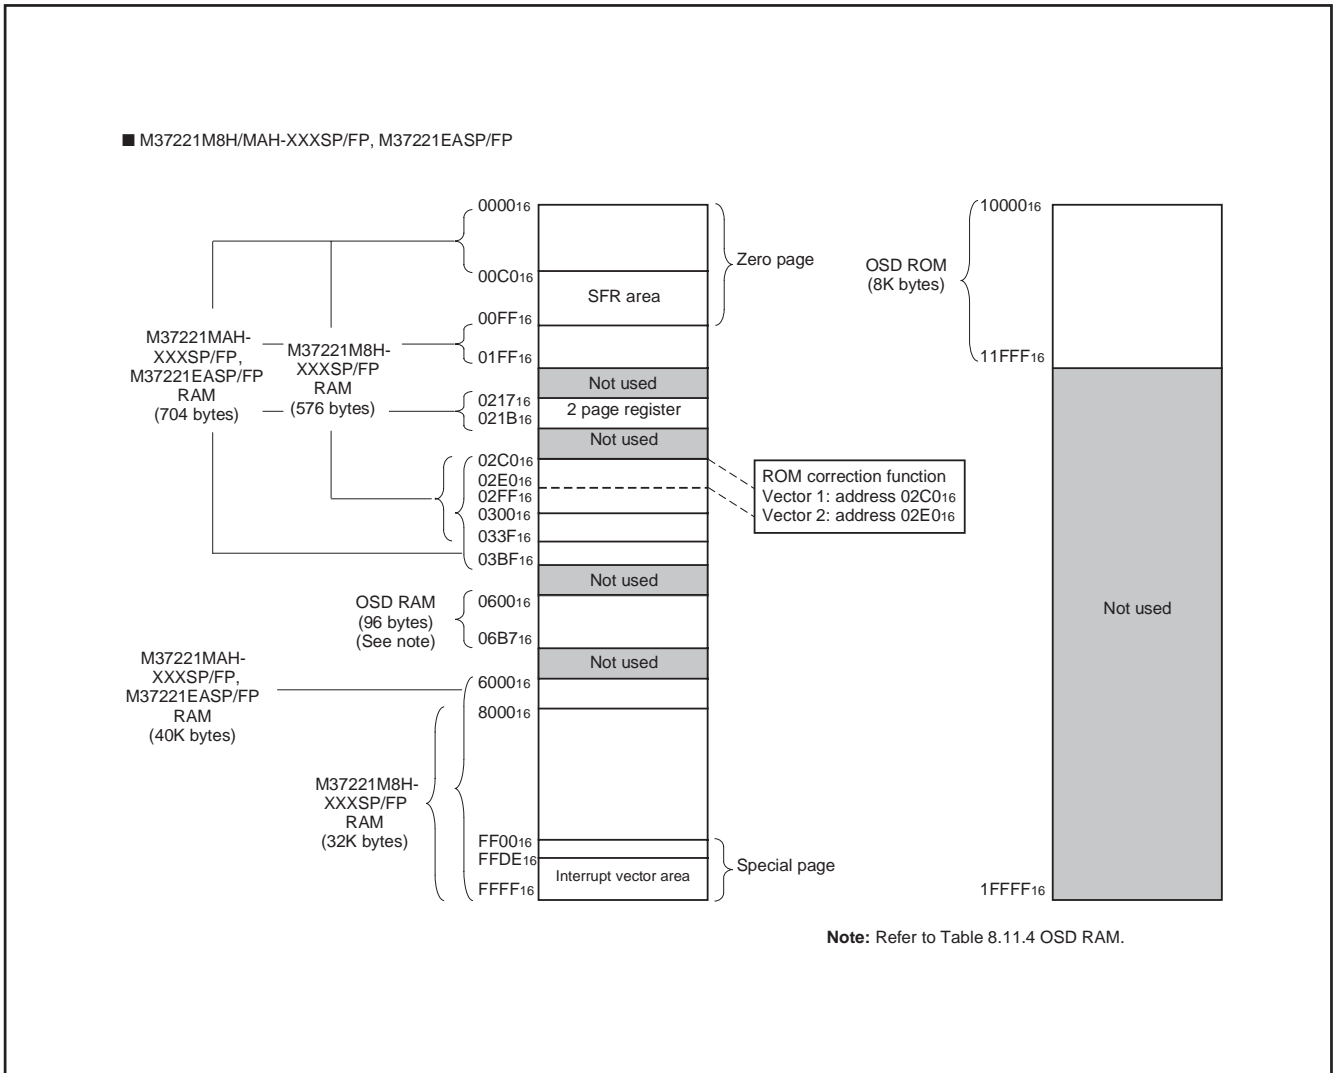 ■ M37221M8H/MAH-XXXSP/FP, M37221EASP/FP
000016
00C016
00FF16
01FF16
021716
021B16
02C016
02E016
02FF16
030016
033F16
03BF16
060016
06B716
600016
800016
FF0016
FFDE16
FFFF16
M37221MAH-
XXXSP/FP,
M37221EASP/FP
RAM
(704 bytes)
M37221M8H-
XXXSP/FP
RAM
(576 bytes)
OSD RAM
(96 bytes)
(See note)
M37221MAH-
XXXSP/FP,
M37221EASP/FP
RAM
(40K bytes)
M37221M8H-
XXXSP/FP
RAM
(32K bytes)
SFR area
Not used
2 page register
Not used
Not used
Not used
Interrupt vector area
Zero page
ROM correction function
Vector 1: address 02C016
Vector 2: address 02E016
Special page
OSD ROM
(8K bytes)
1000016
11FFF16
Not used
1FFFF16
Note: Refer to Table 8.11.4 OSD RAM.